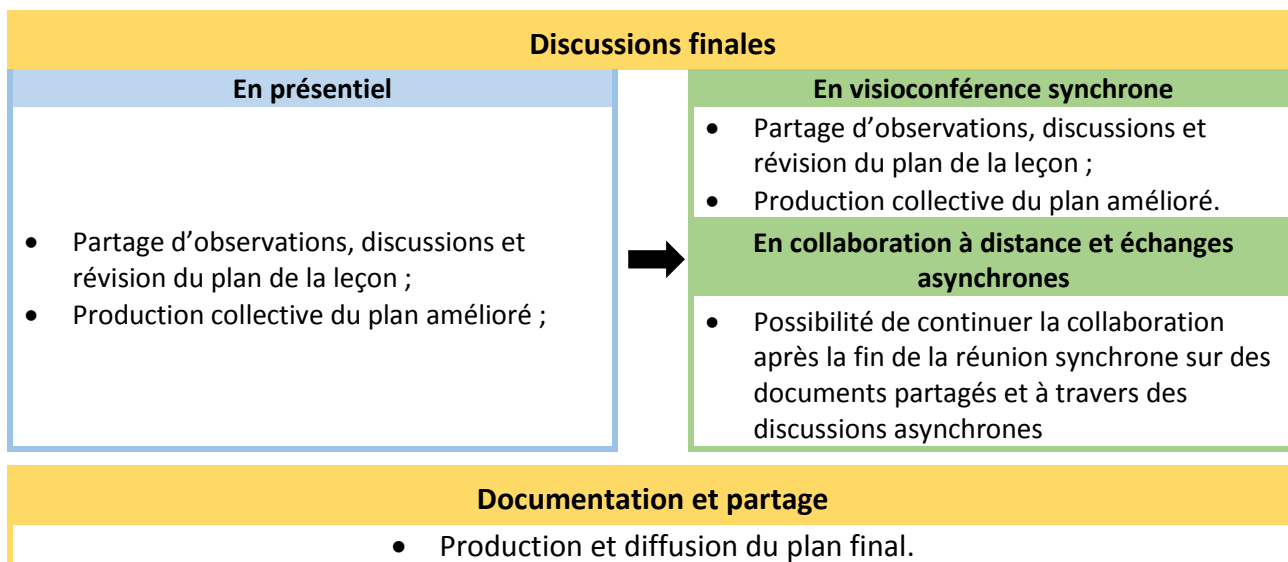 Discussions finales
En présentiel
• Partage d’observations, discussions et
révision du plan de la leçon ;
• Production collective du plan amélioré ;
En visioconférence synchrone
• Partage d’observations, discussions et
révision du plan de la leçon ;
• Production collective du plan amélioré.
En collaboration à distance et échanges
asynchrones
• Possibilité de continuer la collaboration
après la fin de la réunion synchrone sur des
documents partagés et à travers des
discussions asynchrones
Documentation et partage
• Production et diffusion du plan final.